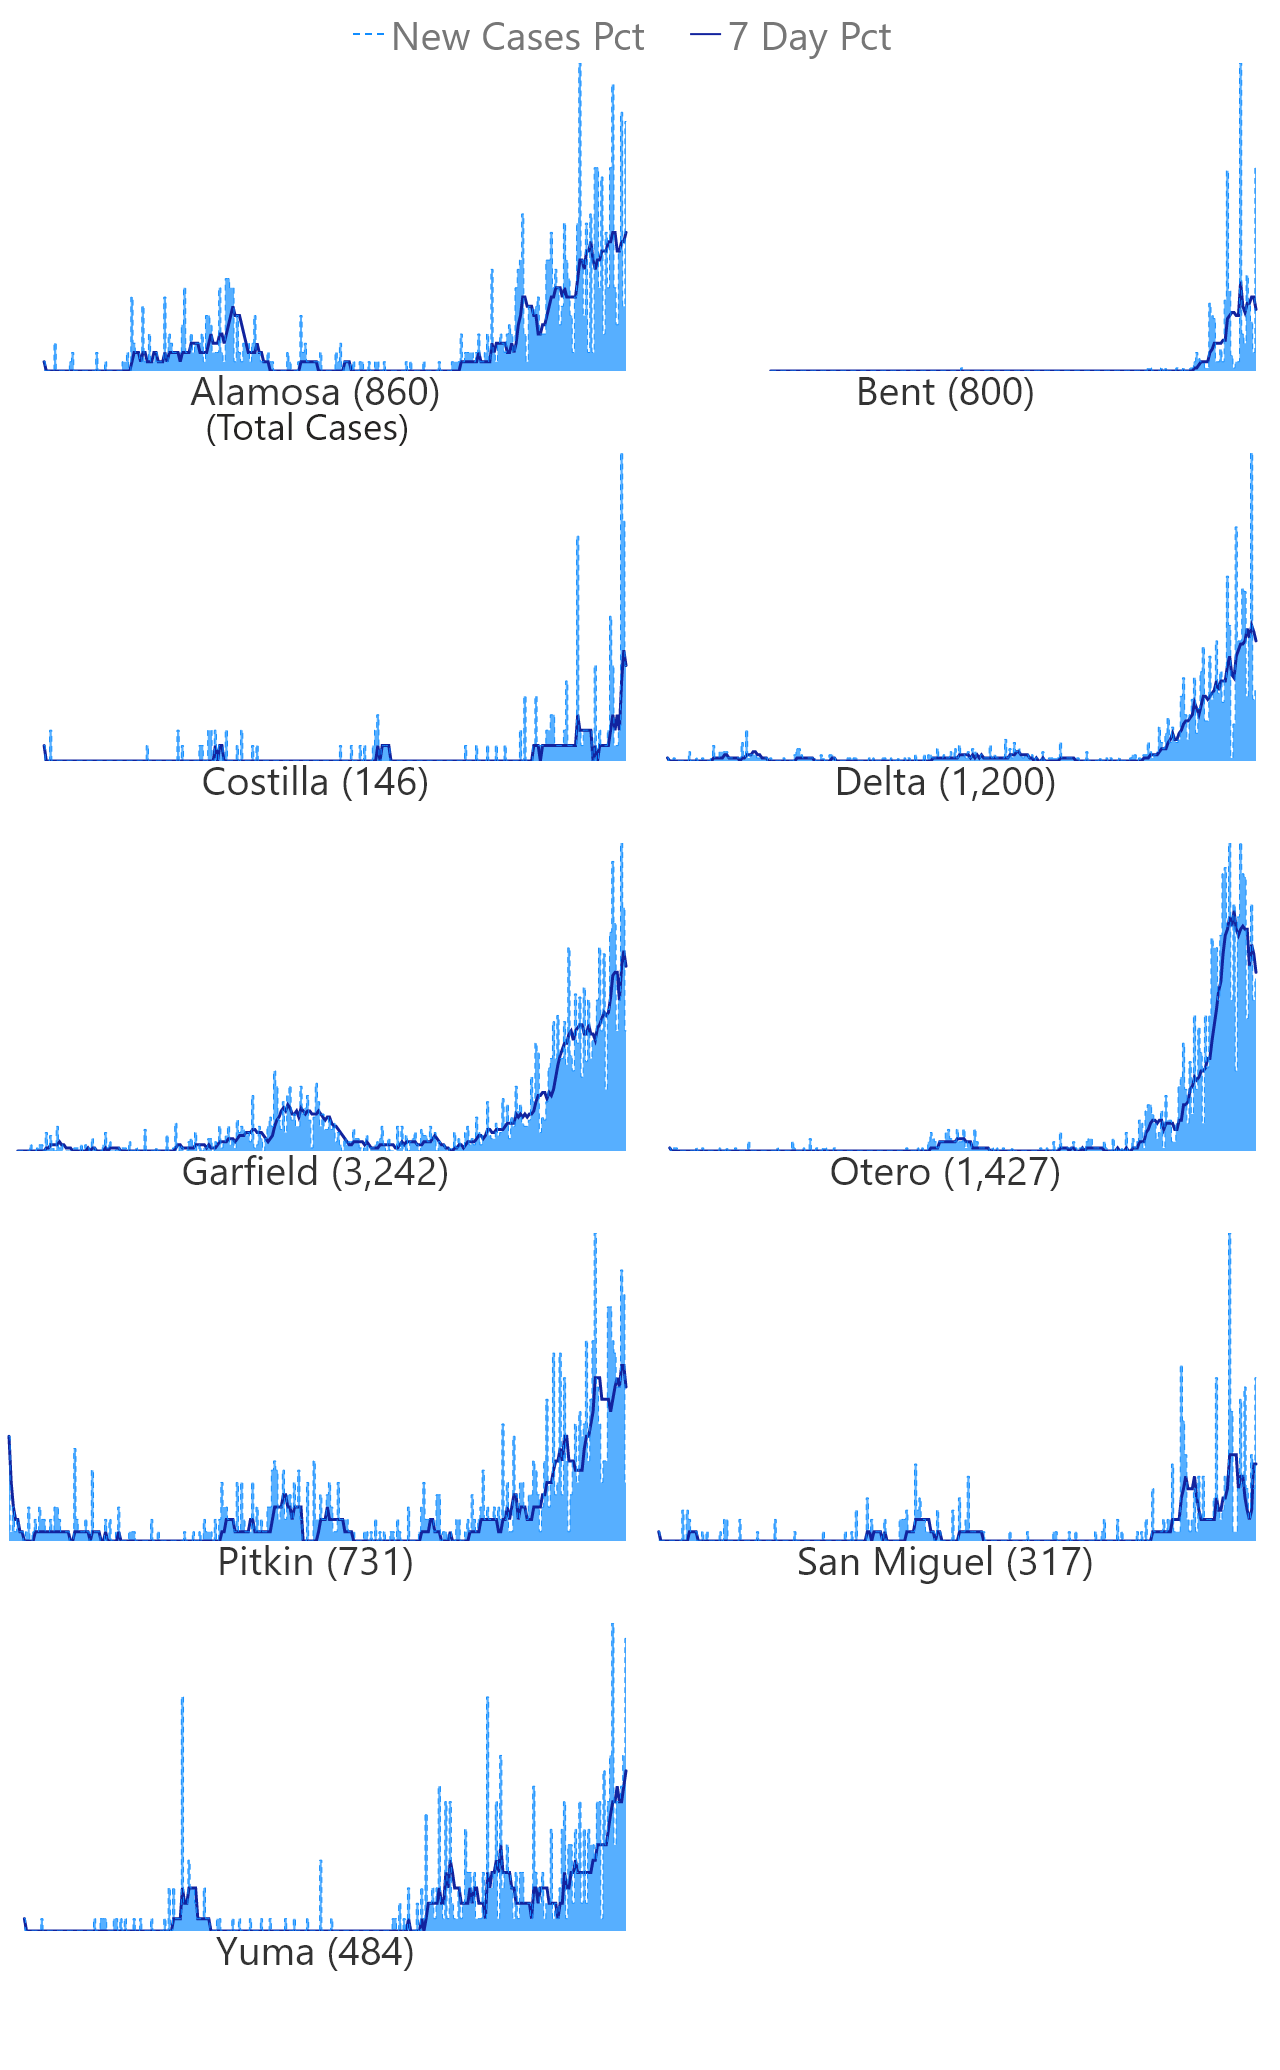 New Cases Pct 7 Day Pct
Alamosa (860) Bent (800)
(Total Cases)
Costilla (146) Delta (1,200)
Garfield (3,242) Otero (1,427)
Pitkin (731) San Miguel (317)
Yuma (484)